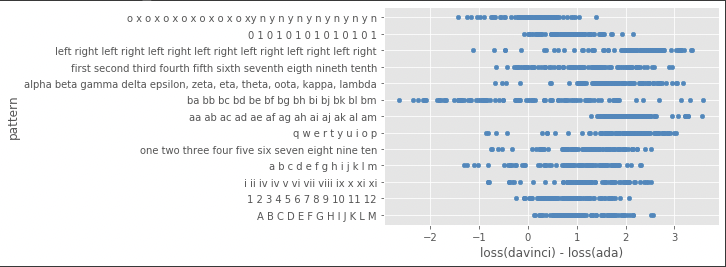 o x o x o x o x o x o x o xy n y n y n y n y n y n y n
0 1 0 1 0 1 0 1 0 1 0 1 0 1
left right left right left right left right left right left right left right
first second third fourth fifth sixth seventh eigth nineth tenth
alpha beta gamma delta epsilon, zeta, eta, theta, oota, kappa, lambda
ba bb bc bd be bf bg bh bi bj bk bl bm
aa ab ac ad ae af ag ah ai aj ak al am
q w e r t y u i o p
one two three four five six seven eight nine ten
a b c d e f g h i j k l m
i ii iv iv v vi vii viii ix x xi xi
1 2 3 4 5 6 7 8 9 10 11 12
A B C D E F G H I J K L M
pattern
−2 −1 0 1 2 3
loss(davinci) - loss(ada)